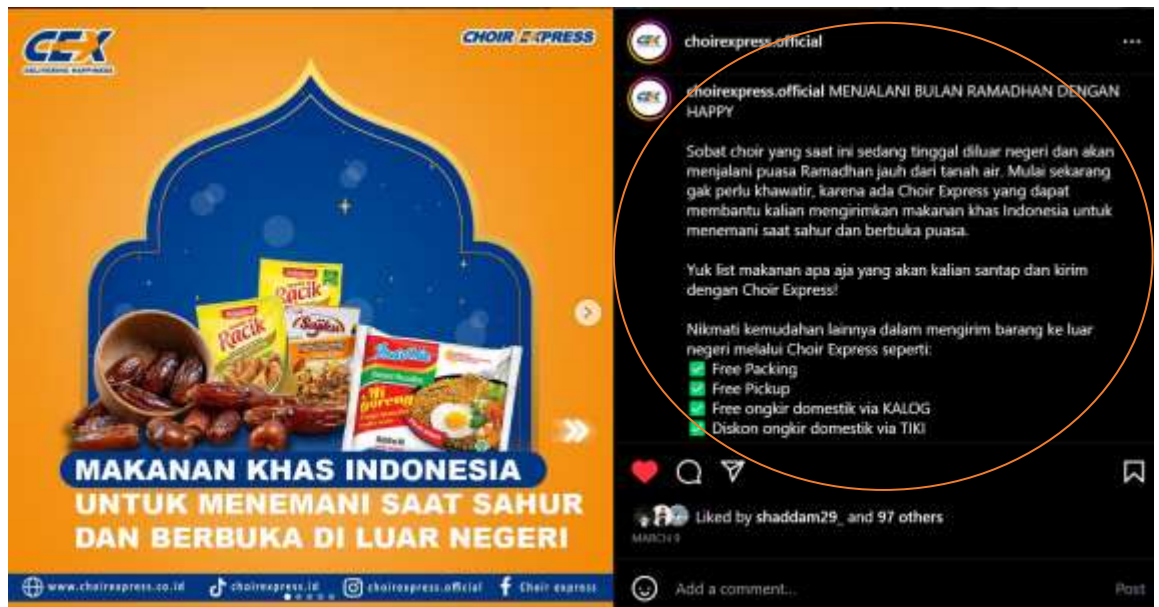 CEX
DELIVERING HAPPINESS
CHOIR EXPRESS
Racik
Racik
Indomie
Mi goreng
MAKANAN KHAS INDONESIA
UNTUK MENEMANI SAAT SAHUR
DAN BERBUKA DI LUAR NEGERI
www.choirexpress.co.id
choirexpress.id
choirexpress.official
Choir express
choirexpress.official
choirexpress.official MENJALANI BULAN RAMADHAN DENGAN
HAPPY
Sobat choir yang saat ini sedang tinggal diluar negeri dan akan
menjalani puasa Ramadhan jauh dari tanah air. Mulai sekarang
gak perlu khawatir, karena ada Choir Express yang dapat
membantu kalian mengirimkan makanan khas Indonesia untuk
menemani saat sahur dan berbuka puasa.
Yuk list makanan apa aja yang akan kalian santap dan kirim
dengan Choir Express!
Nikmati kemudahan lainnya dalam mengirim barang ke luar
negeri melalui Choir Express seperti:
✅ Free Packing
✅ Free Pickup
✅ Free ongkir domestik via KALOG
✅ Diskon ongkir domestik via TIKI
Liked by shaddam29_ and 97 others
MARCH 9
Add a comment...
Post